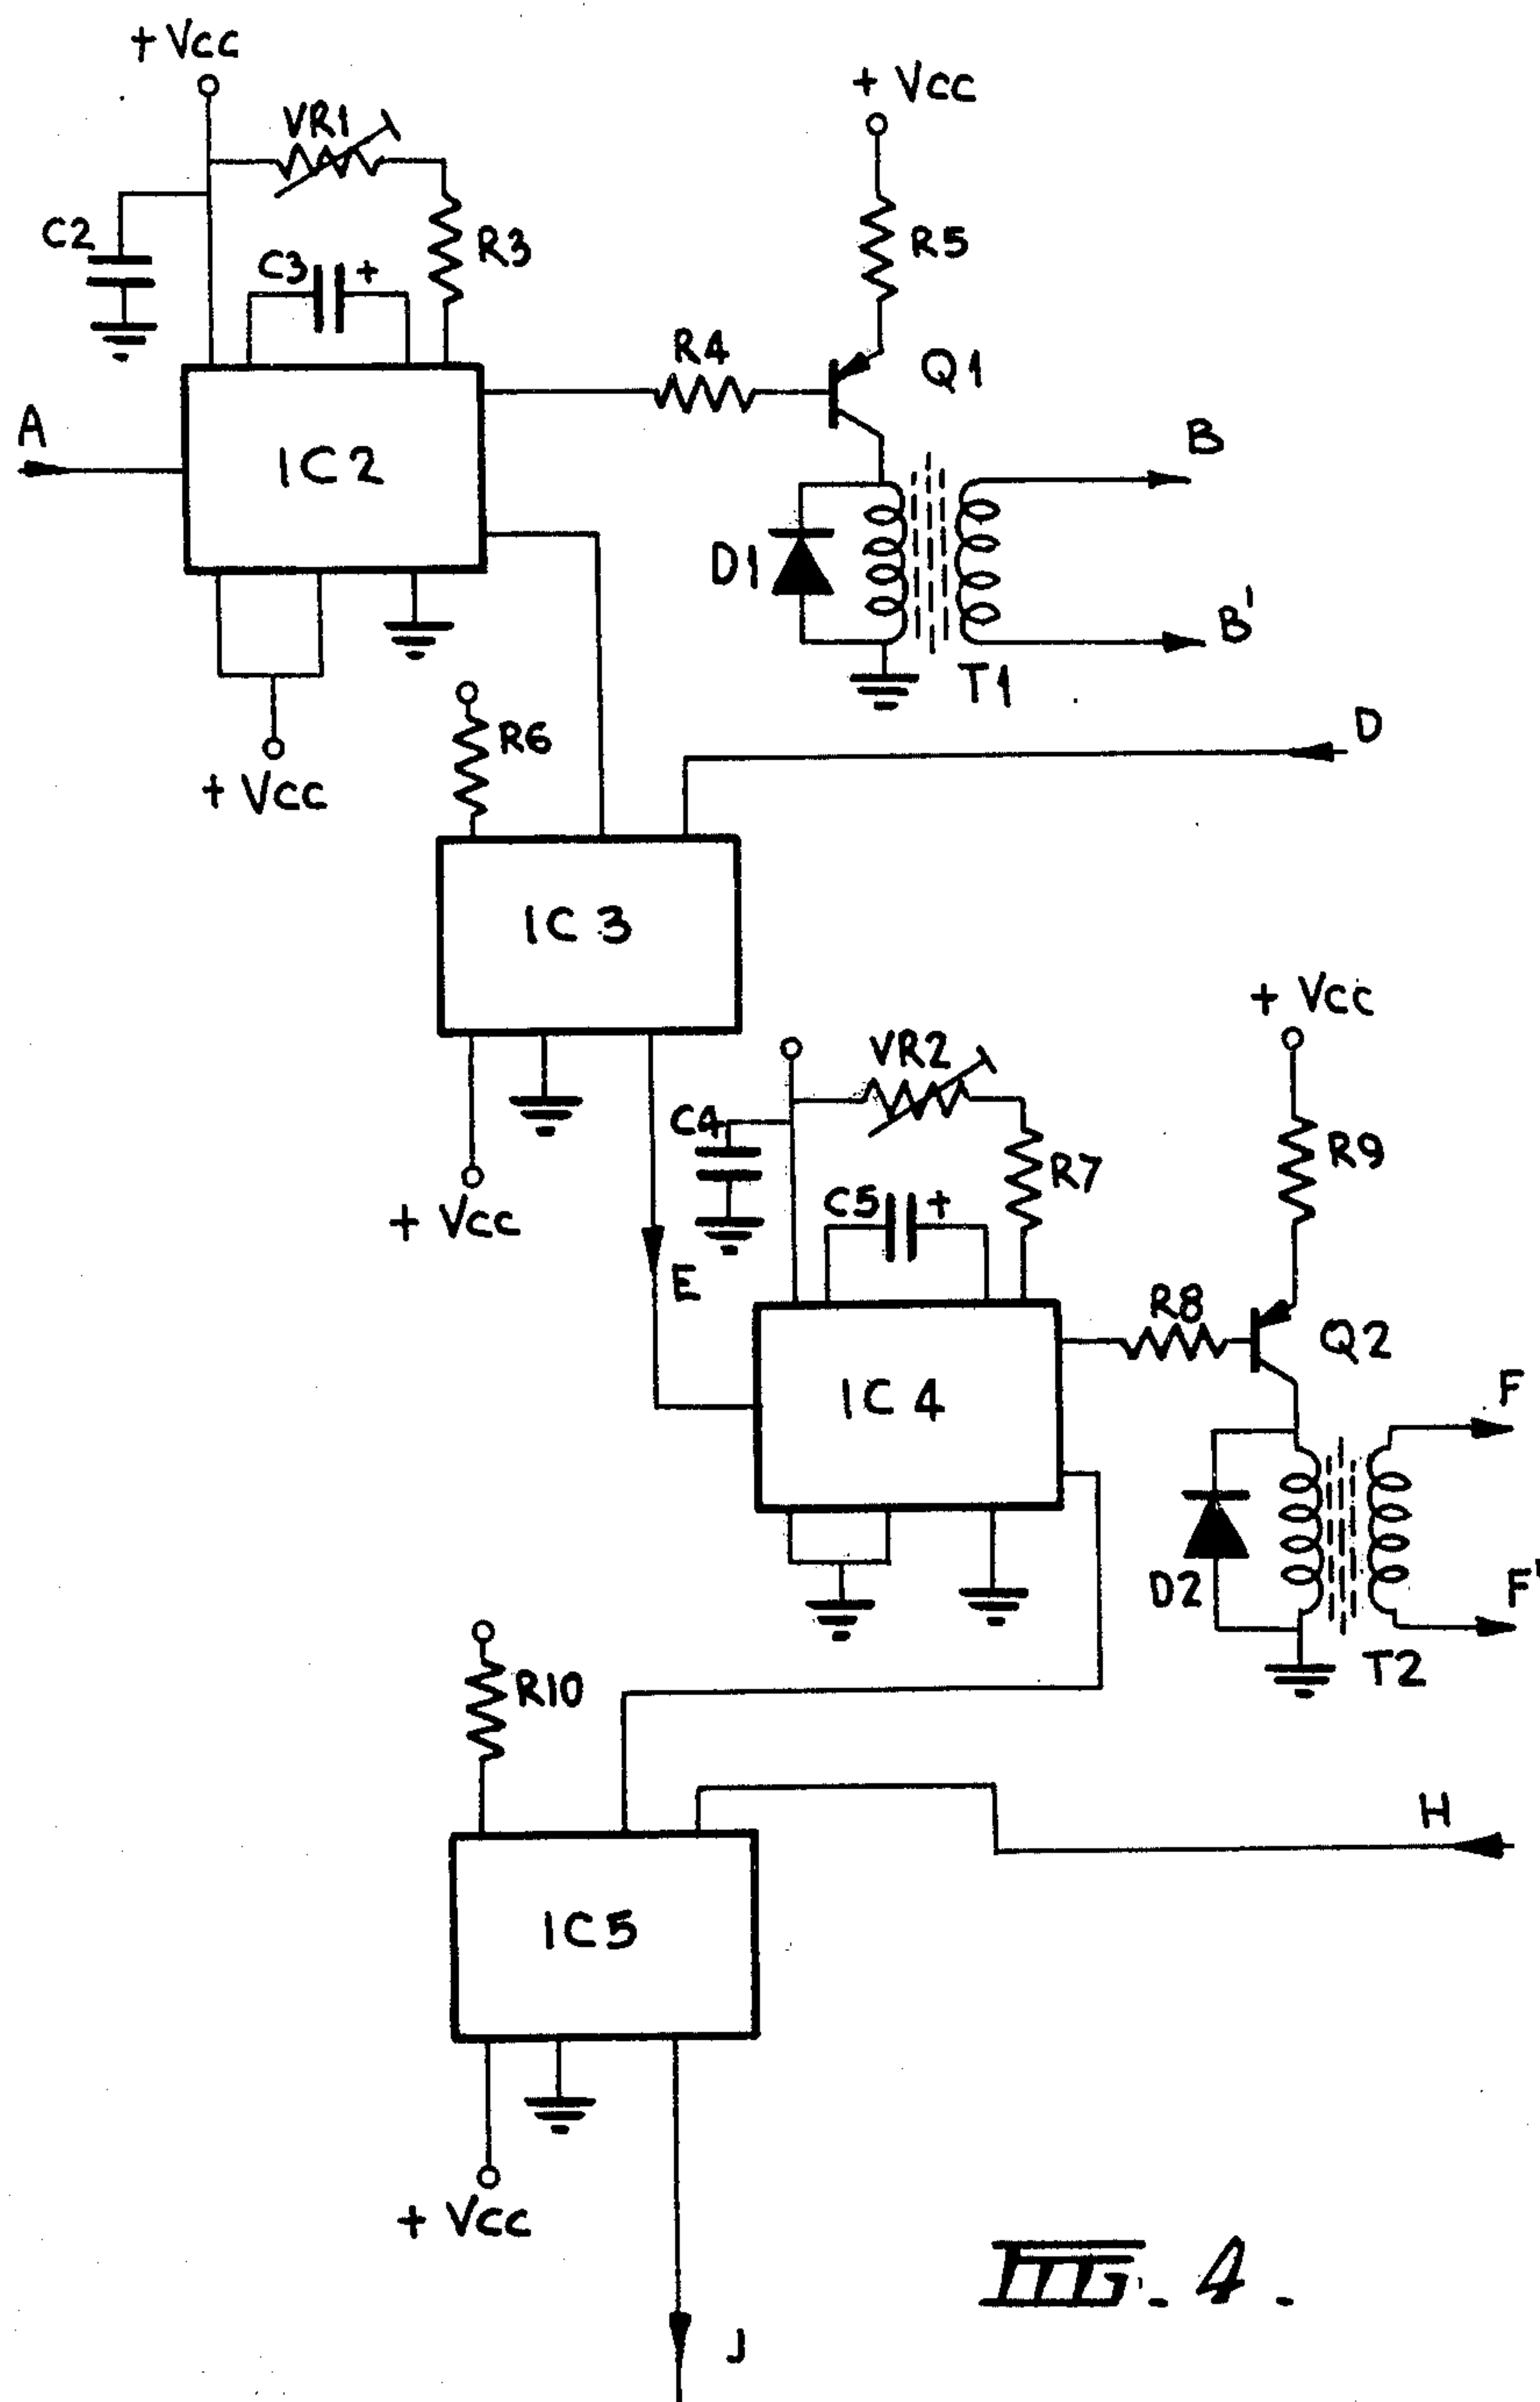 + Vcc
+ Vcc
VR1
C2
R3
R5
C3 +
R4
Q1
A
IC2
B
D1
B'
T1
R6
D
+ Vcc
IC3
+ Vcc
VR2
C4
R7
R9
+ Vcc
C5 +
E
R8
Q2
IC4
F
D2
F'
R10
T2
H
IC5
+ Vcc
FIG. 4.
J